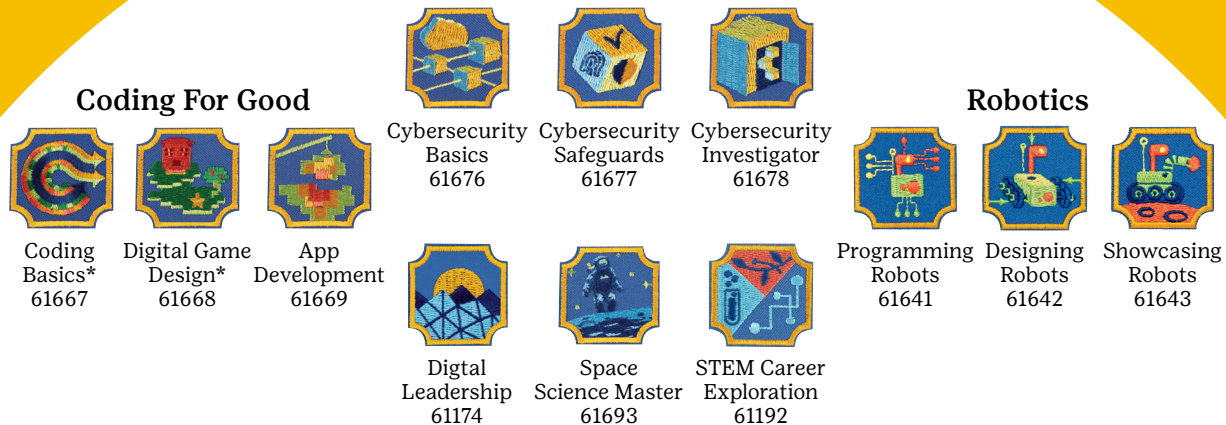 Coding For Good
Coding
Basics*
61667
Digital Game
Design*
61668
App
Development
61669
Cybersecurity
Basics
61676
Cybersecurity
Safeguards
61677
Cybersecurity
Investigator
61678
Digtal
Leadership
61174
Space
Science Master
61693
STEM Career
Exploration
61192
Robotics
Programming
Robots
61641
Designing
Robots
61642
Showcasing
Robots
61643